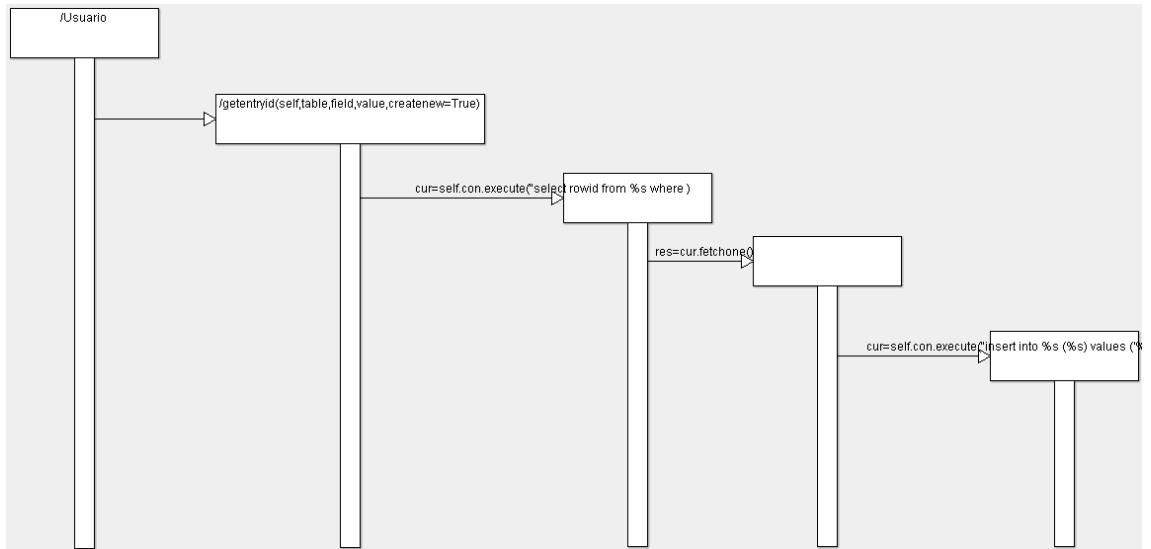 /Usuario
/getentryid(self,table,field,value,createnew=True)
cur=self.con.execute("select rowid from %s where )
res=cur.fetchone()
cur=self.con.execute("insert into %s (%s) values ('%